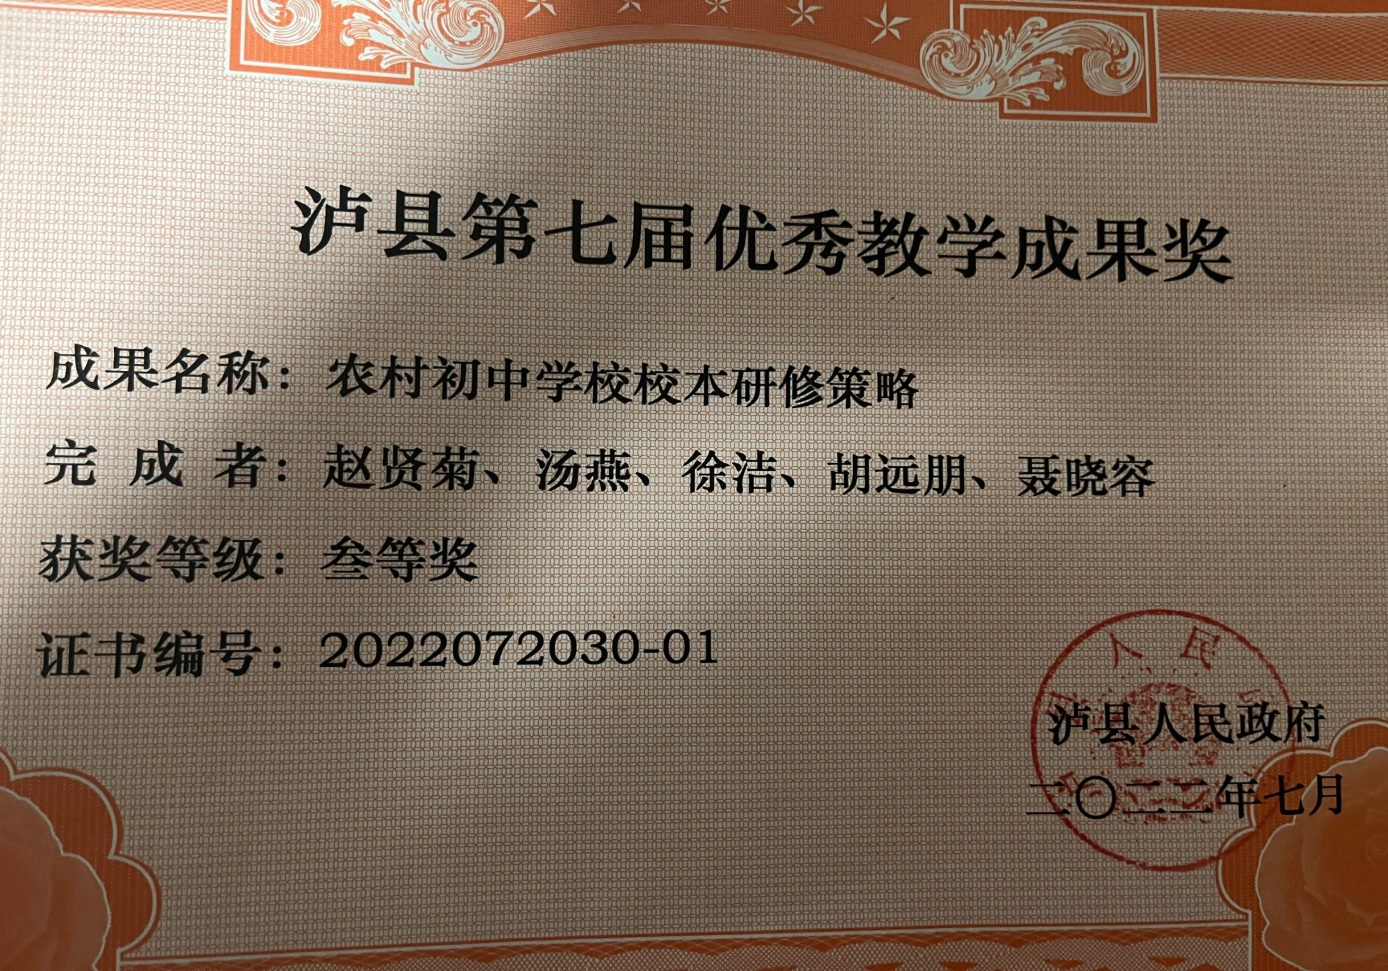 泸县第七届优秀教学成果奖
成果名称：农村初中学校校本研修策略
完成者：赵贤菊、汤燕、徐洁、胡远朋、聂晓容
获奖等级：叁等奖
证书编号：2022072030-01
人民
泸县人民政府
二〇二二年七月